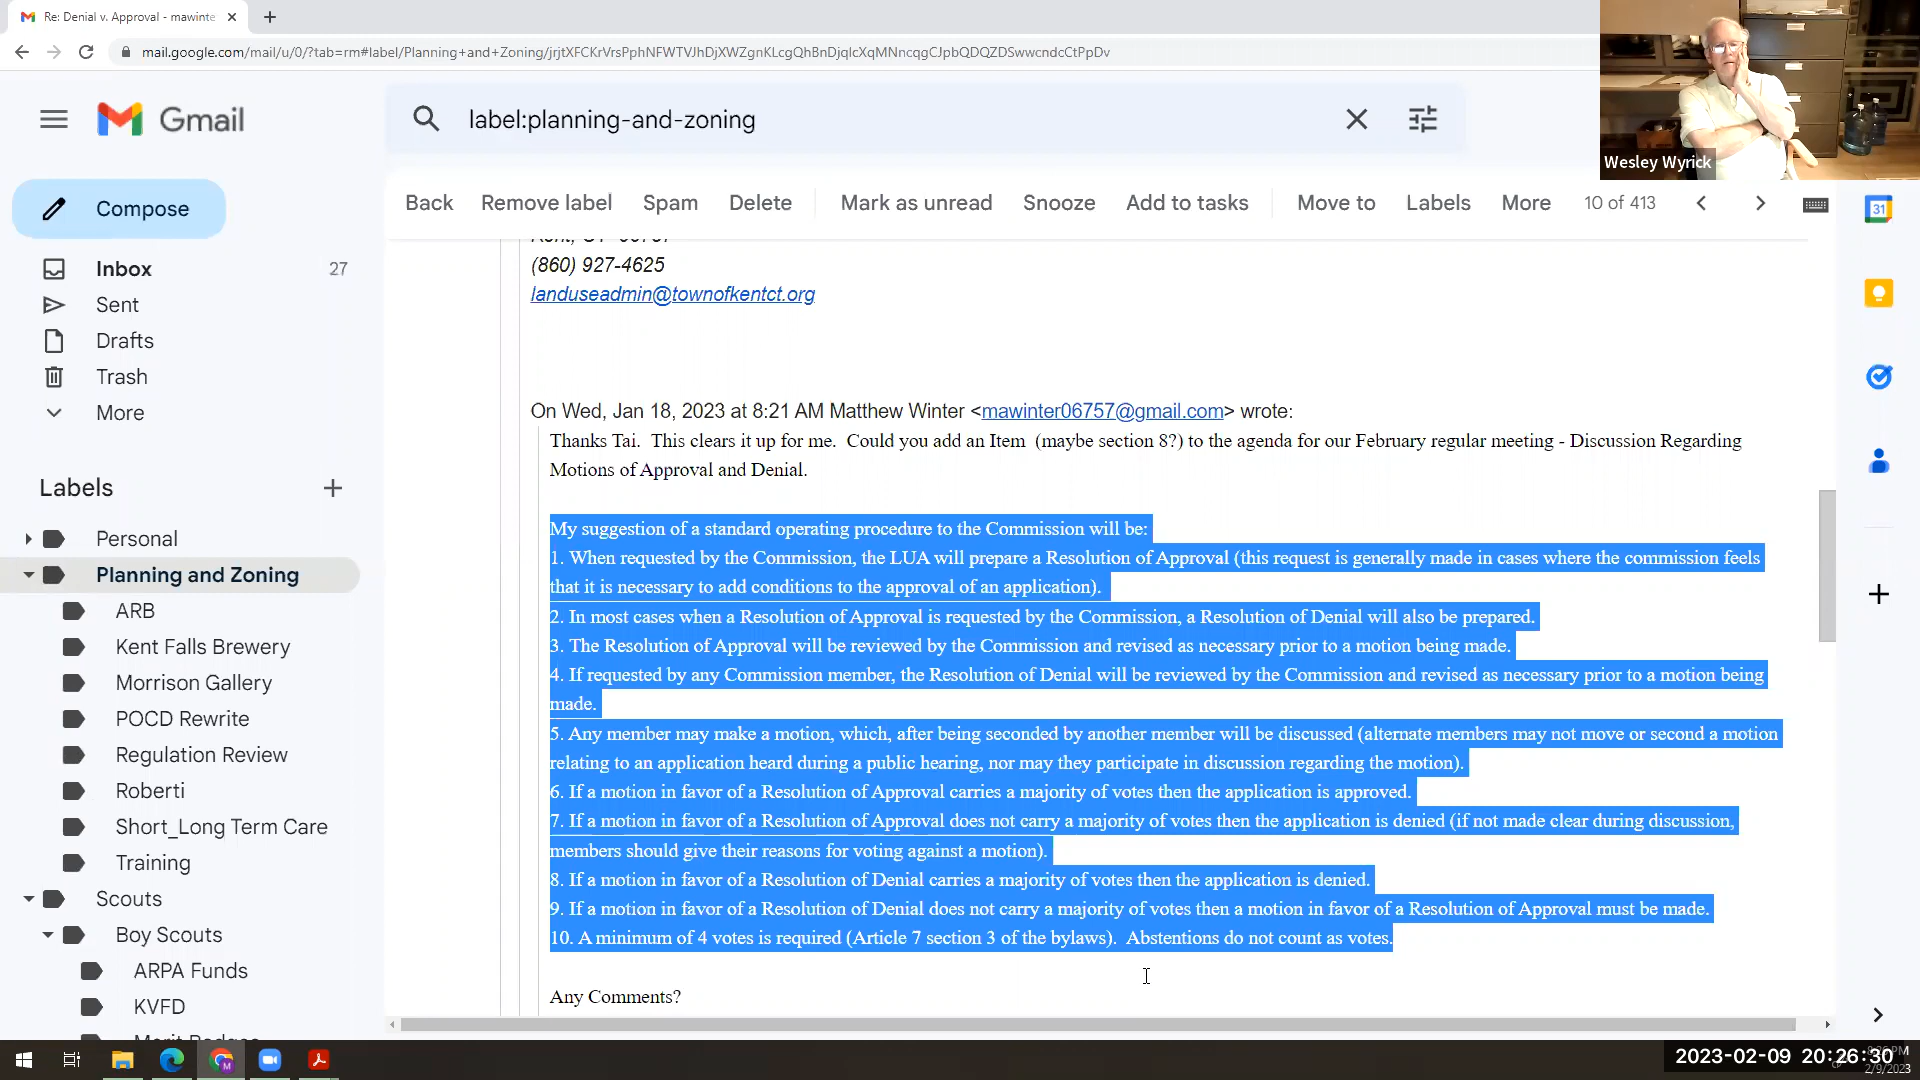 Re: Denial v. Approval - mawinte
mail.google.com/mail/u/0/?tab=rm#label/Planning+and+Zoning/jrjtXFCKrVrsPphNFWTVJhDjXWZgnKLcgQhBnDjqlcXqMNncqgCJpbQDQZDSwwcndcCtPpDv
Gmail
label:planning-and-zoning
Wesley Wyrick
Compose
Back Remove label Spam Delete Mark as unread Snooze Add to tasks Move to Labels More 10 of 413
31
Inbox 27
Sent
Drafts
Trash
More
Labels
Personal
Planning and Zoning
ARB
Kent Falls Brewery
Morrison Gallery
POCD Rewrite
Regulation Review
Roberti
Short_Long Term Care
Training
Scouts
Boy Scouts
ARPA Funds
KVFD
Merit Badges
(860) 927-4625
landuseadmin@townofkentct.org
On Wed, Jan 18, 2023 at 8:21 AM Matthew Winter <mawinter06757@gmail.com> wrote:
Thanks Tai.  This clears it up for me.  Could you add an Item  (maybe section 8?) to the agenda for our February regular meeting - Discussion Regarding
Motions of Approval and Denial.
My suggestion of a standard operating procedure to the Commission will be:
1. When requested by the Commission, the LUA will prepare a Resolution of Approval (this request is generally made in cases where the commission feels
that it is necessary to add conditions to the approval of an application).
2. In most cases when a Resolution of Approval is requested by the Commission, a Resolution of Denial will also be prepared.
3. The Resolution of Approval will be reviewed by the Commission and revised as necessary prior to a motion being made.
4. If requested by any Commission member, the Resolution of Denial will be reviewed by the Commission and revised as necessary prior to a motion being
made.
5. Any member may make a motion, which, after being seconded by another member will be discussed (alternate members may not move or second a motion
relating to an application heard during a public hearing, nor may they participate in discussion regarding the motion).
6. If a motion in favor of a Resolution of Approval carries a majority of votes then the application is approved.
7. If a motion in favor of a Resolution of Approval does not carry a majority of votes then the application is denied (if not made clear during discussion,
members should give their reasons for voting against a motion).
8. If a motion in favor of a Resolution of Denial carries a majority of votes then the application is denied.
9. If a motion in favor of a Resolution of Denial does not carry a majority of votes then a motion in favor of a Resolution of Approval must be made.
10. A minimum of 4 votes is required (Article 7 section 3 of the bylaws).  Abstentions do not count as votes.
Any Comments?
2023-02-09 20:26:30